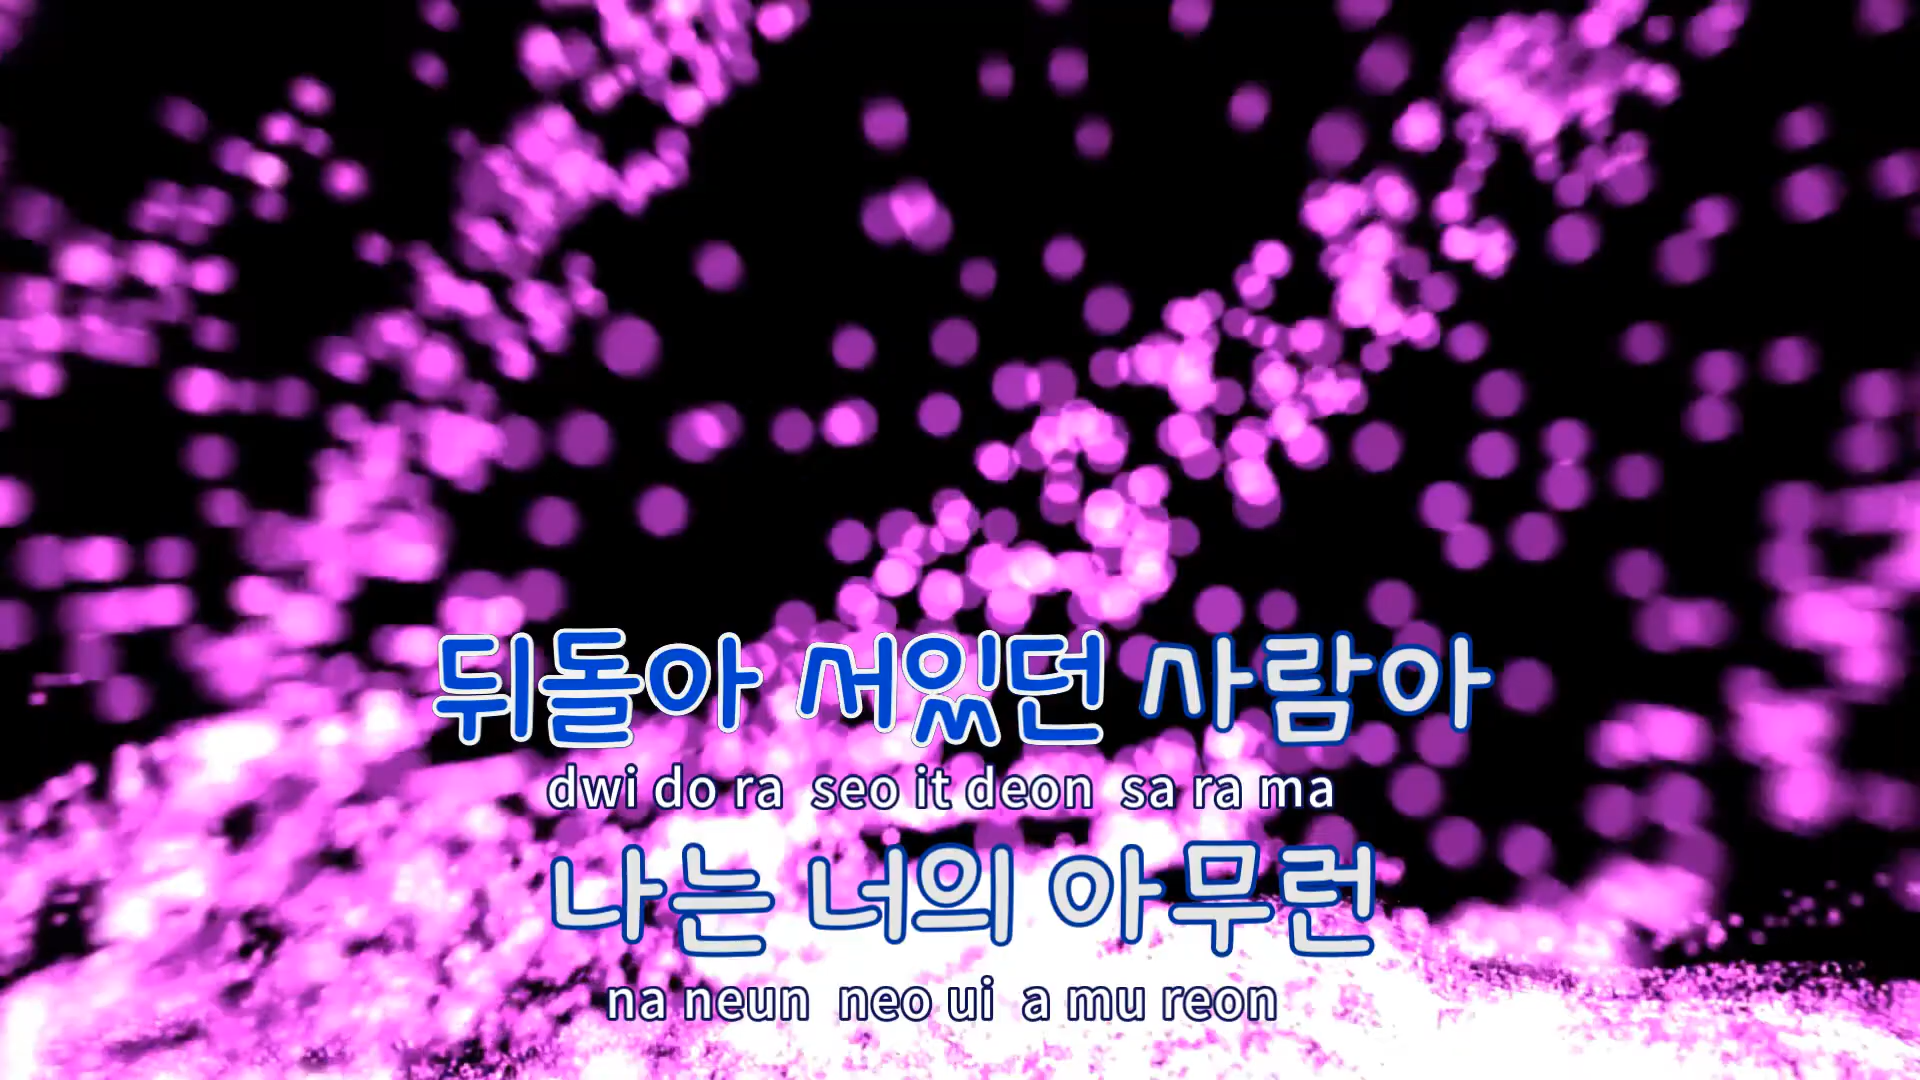 뒤돌아 서있던 사람아
dwi do ra seo it deon sa ra ma
나는 너의 아무런
na neun neo ui a mu reon